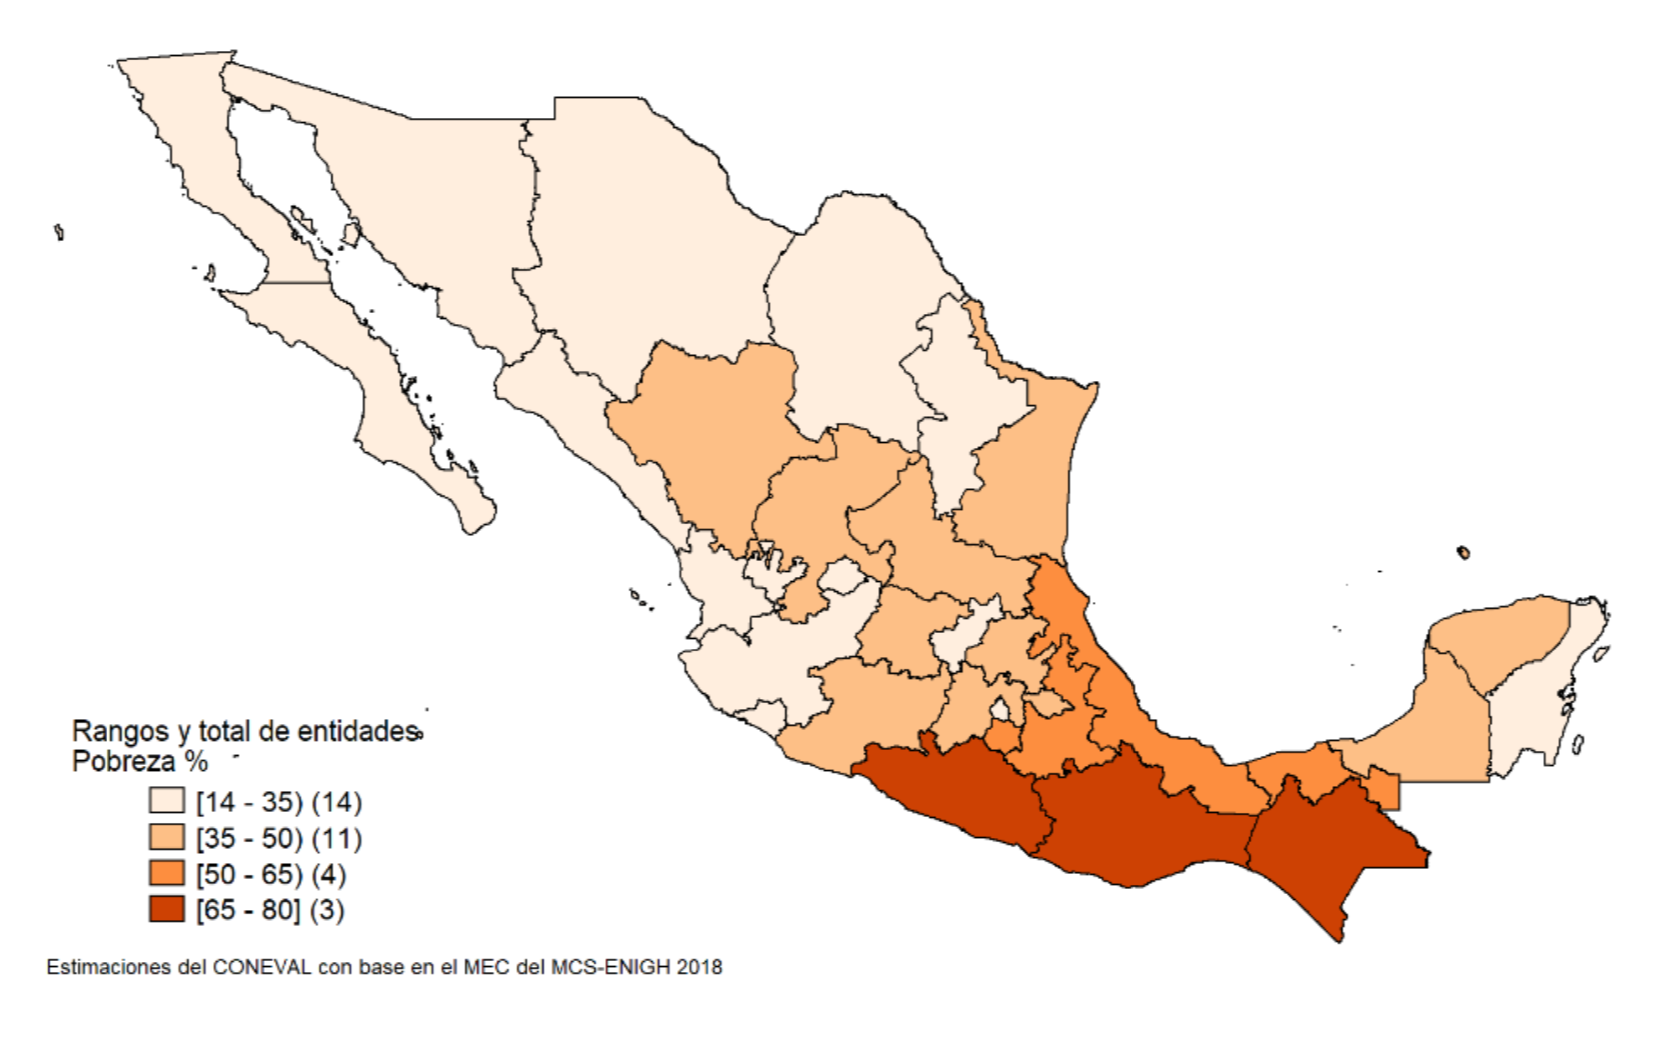 Rangos y total de entidades
Pobreza %
[14 - 35) (14)
[35 - 50) (11)
[50 - 65) (4)
[65 - 80] (3)
Estimaciones del CONEVAL con base en el MEC del MCS-ENIGH 2018